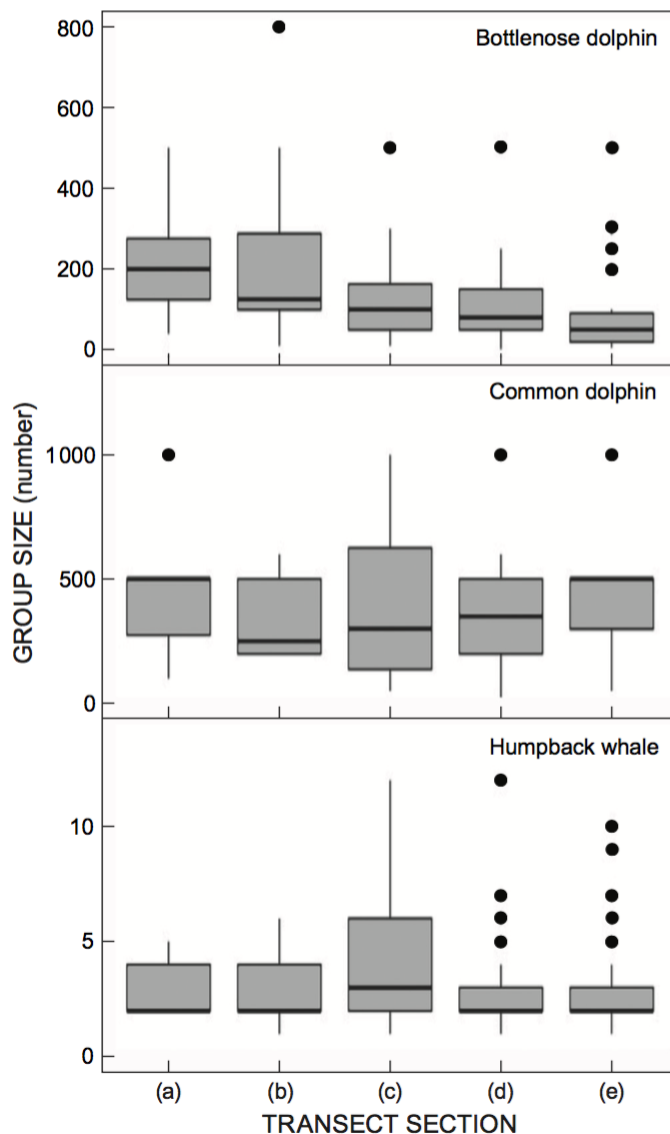 Bottlenose dolphin
800
600
400
200
0
Common dolphin
1000
500
0
Humpback whale
10
5
0
GROUP SIZE (number)
(a) (b) (c) (d) (e)
TRANSECT SECTION